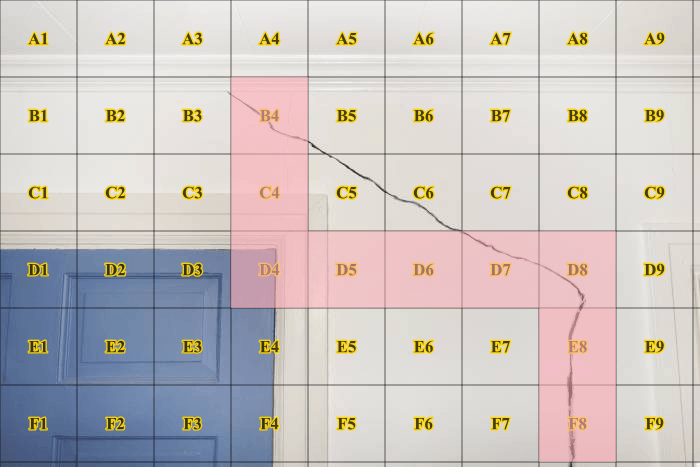 A1 A2 A3 A4 A5 A6 A7 A8 A9
B1 B2 B3 B4 B5 B6 B7 B8 B9
C1 C2 C3 C4 C5 C6 C7 C8 C9
D1 D2 D3 D4 D5 D6 D7 D8 D9
E1 E2 E3 E4 E5 E6 E7 E8 E9
F1 F2 F3 F4 F5 F6 F7 F8 F9